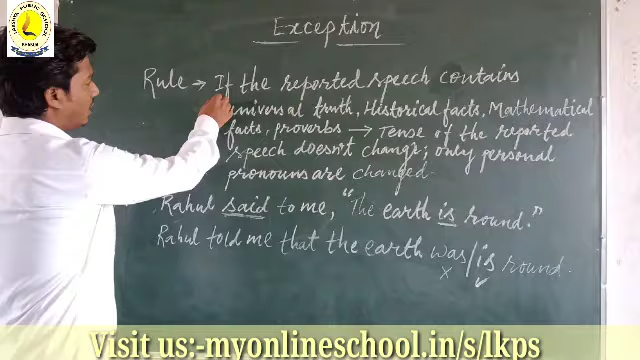 Exception
Rule → If the reported speech contains
universal truth, Historical facts, Mathematical
facts, proverbs → Tense of the reported
speech doesn't change; only personal
pronouns are changed.
Rahul said to me, "The earth is round."
Rahul told me that the earth was/is round.
x ✓
Visit us:-myonlineschool.in/s/lkps